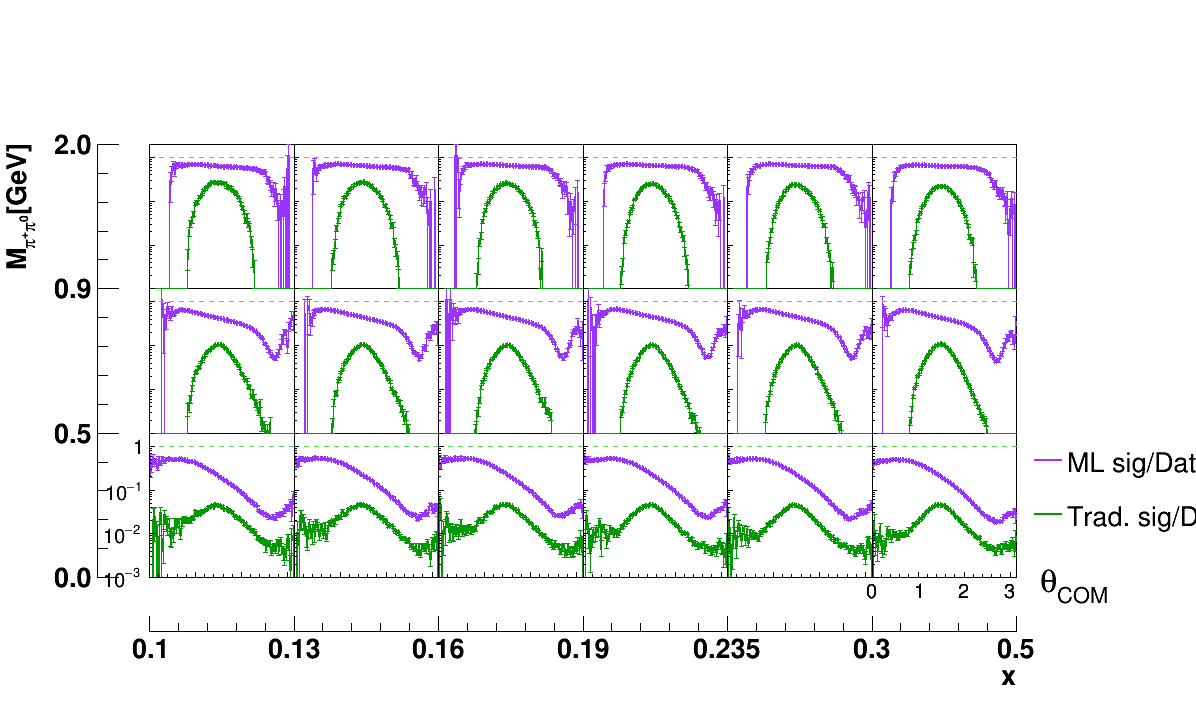 M_{π^+π^0}[GeV]
2.0
0.9
0.5
0.0
1
10^{-1}
10^{-2}
10^{-3}
ML sig/Dat
Trad. sig/D
0 1 2 3
θ_{COM}
0.1 0.13 0.16 0.19 0.235 0.3 0.5
x